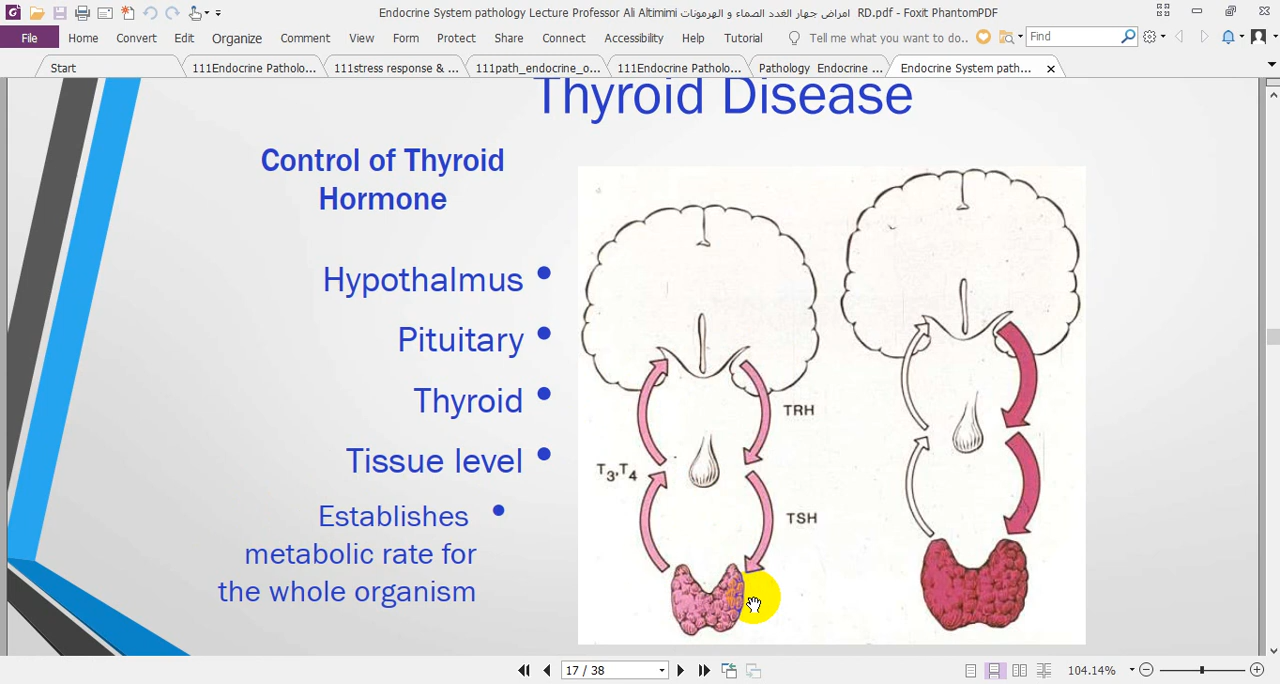 Endocrine System pathology Lecture Professor Ali Altimimi امراض جهاز الغدد الصماء و الهرمونات RD.pdf - Foxit PhantomPDF
File Home Convert Edit Organize Comment View Form Protect Share Connect Accessibility Help Tutorial Tell me what you want to do.. Find
Start 111Endocrine Patholo... 111stress response & ... 111path_endocrine_o... 111Endocrine Patholo... Pathology Endocrine ... Endocrine System path...
Thyroid Disease
Control of Thyroid
Hormone
Hypothalmus •
Pituitary •
Thyroid •
Tissue level •
Establishes •
metabolic rate for
the whole organism
TRH
T3,T4
TSH
17 / 38
104.14%